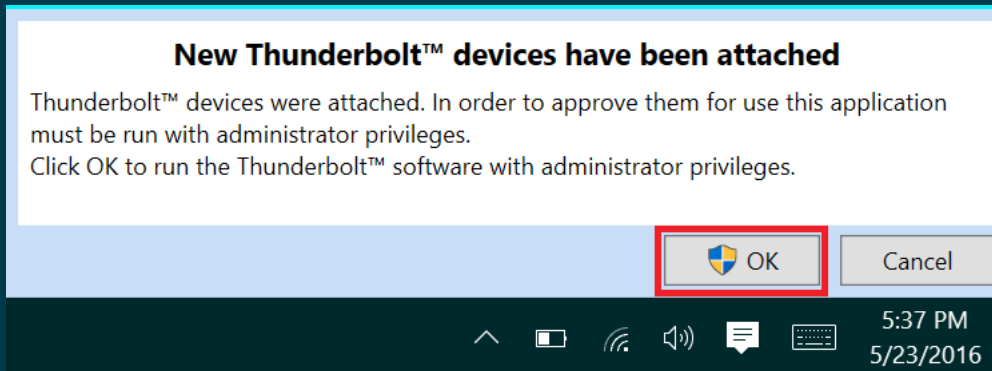 New Thunderbolt™ devices have been attached
Thunderbolt™ devices were attached. In order to approve them for use this application
must be run with administrator privileges.
Click OK to run the Thunderbolt™ software with administrator privileges.
OK
Cancel
5:37 PM
5/23/2016